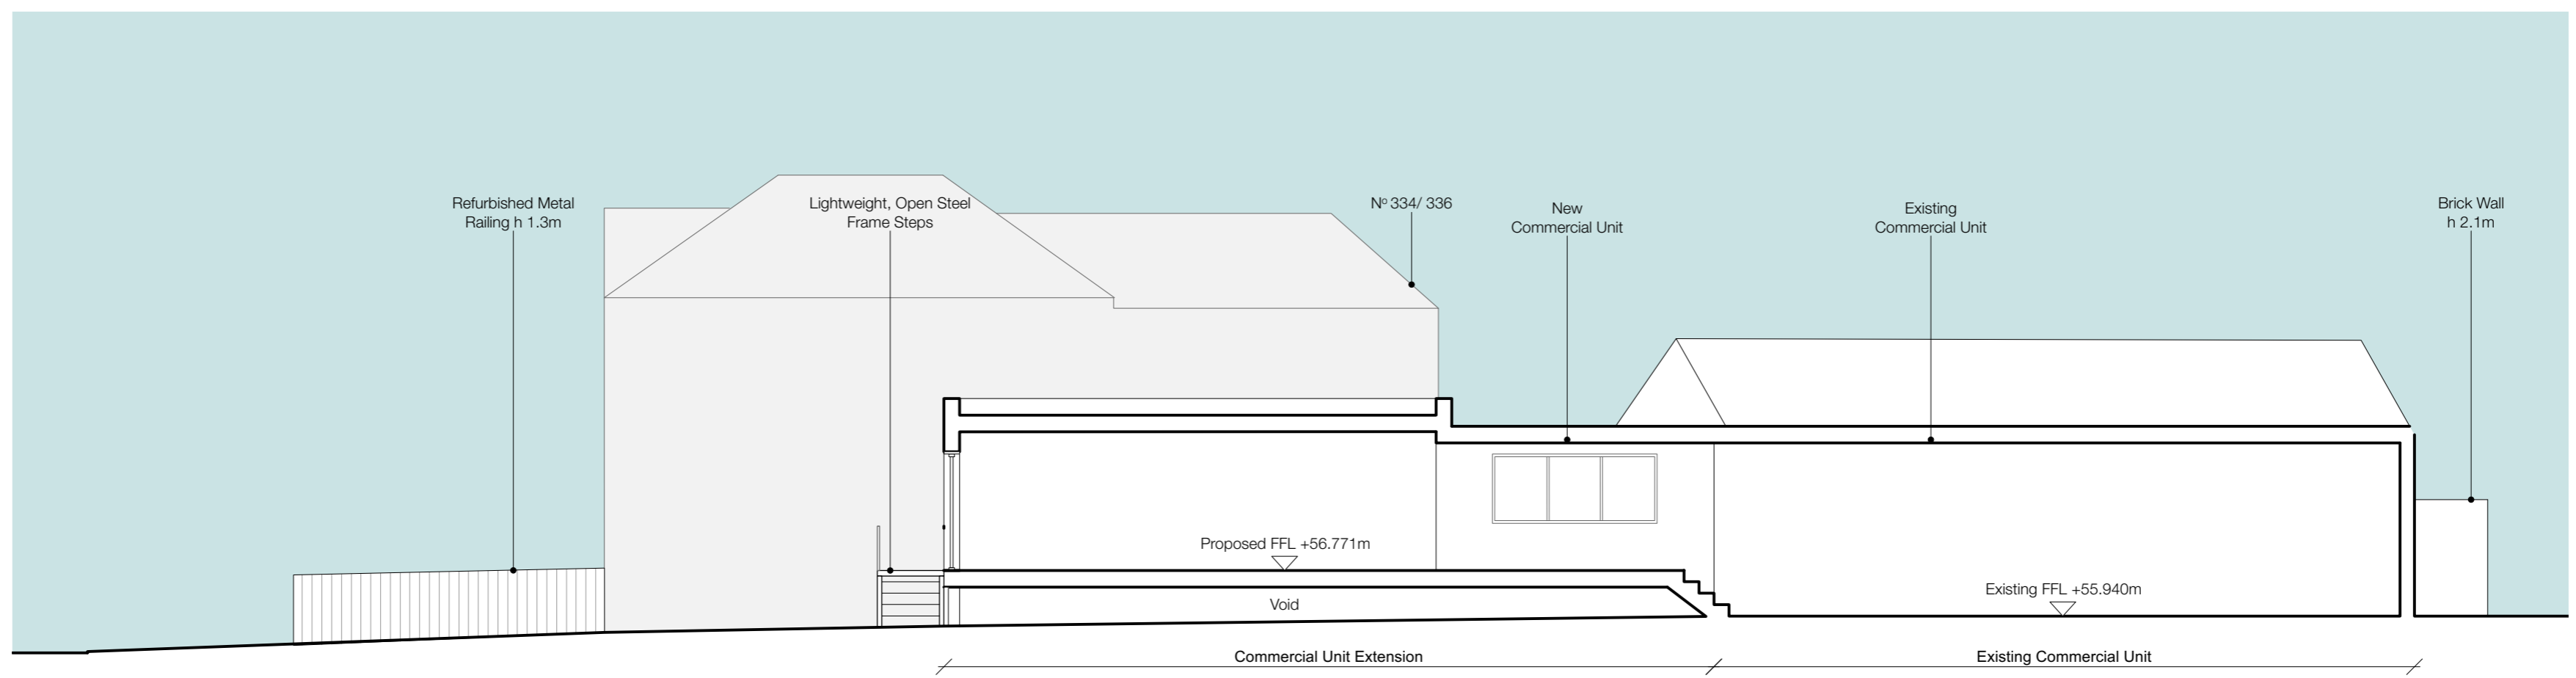 Refurbished Metal
Railing h 1.3m
Lightweight, Open Steel
Frame Steps
Nº 334/ 336
New
Commercial Unit
Existing
Commercial Unit
Brick Wall
h 2.1m
Proposed FFL +56.771m
Existing FFL +55.940m
Void
Commercial Unit Extension
Existing Commercial Unit